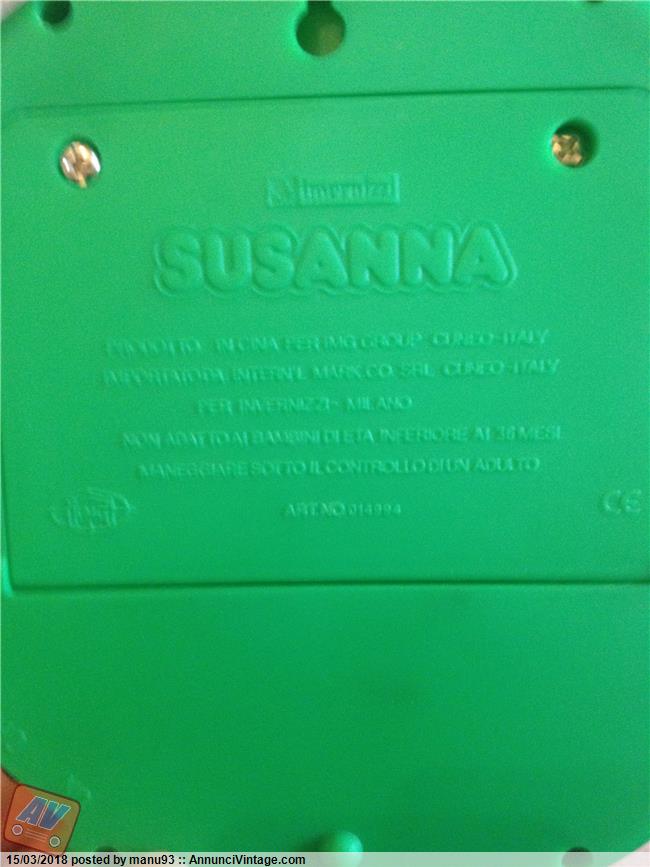 Invernizzi
SUSANNA
PRODOTTO IN CINA PER IMG GROUP CUNEO-ITALY
IMPORTATO DA INTERN'L MARK.CO. SRL CUNEO-ITALY
PER INVERNIZZI- MILANO
NON ADATTO AI BAMBINI DI ETA INFERIORE AI 36 MESI
MANEGGIARE SOTTO IL CONTROLLO DI UN ADULTO
ART.NO.014994
CE
AV
15/03/2018 posted by manu93 :: AnnunciVintage.com